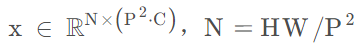 x ∈ ℝ^{N×(P²·C)}, N = HW/P²